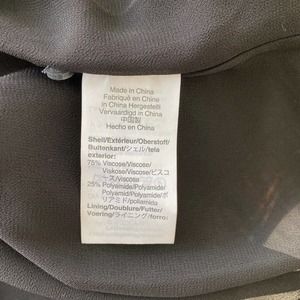 Made in China
Fabriqué en Chine
in China Hergestellt
Vervaardigd in China
中国製
Hecho en China
Shell/Extérieur/Oberstoff/
Buitenkant/シェル/tela
exterior:
75% Viscose/Viscose/
Viskose/Viscose/ビスコ
ース/viscosa
25% Polyamide/Polyamide/
Polyamid/Polyamide/ポ
リアミド/poliamida
Lining/Doublure/Futter/
Voering/ライニング/forro: